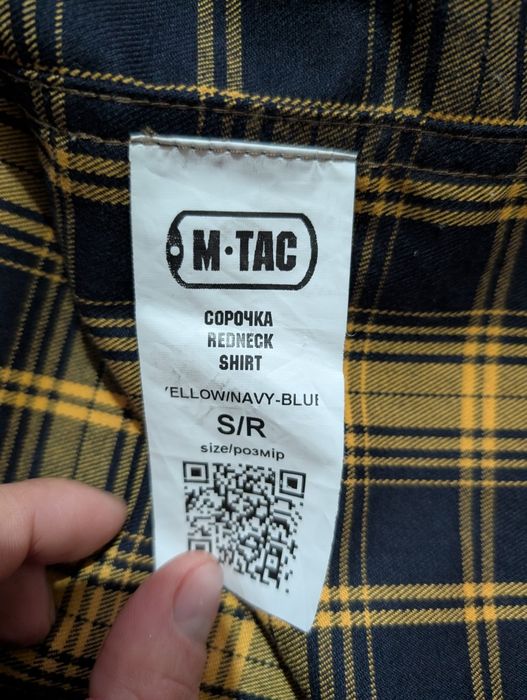 M·TAC
СОРОЧКА
REDNECK
SHIRT
YELLOW/NAVY-BLUE
S/R
size/розмір